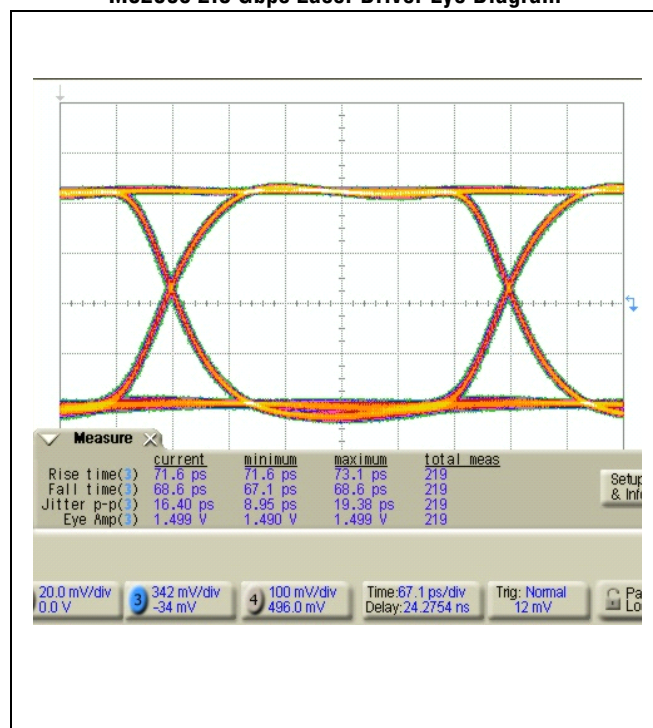 Measure
current minimum maximum total meas
Rise time(3) 71.6 ps 71.6 ps 73.1 ps 219
Fall time(3) 68.6 ps 67.1 ps 68.6 ps 219
Jitter p-p(3) 16.40 ps 8.95 ps 19.38 ps 219
Eye Amp(3) 1.499 V 1.490 V 1.499 V 219
Setup
& Info
20.0 mV/div
0.0 V
3 342 mV/div
-34 mV
4 100 mV/div
496.0 mV
Time:67.1 ps/div
Delay:24.2754 ns
Trig: Normal
12 mV